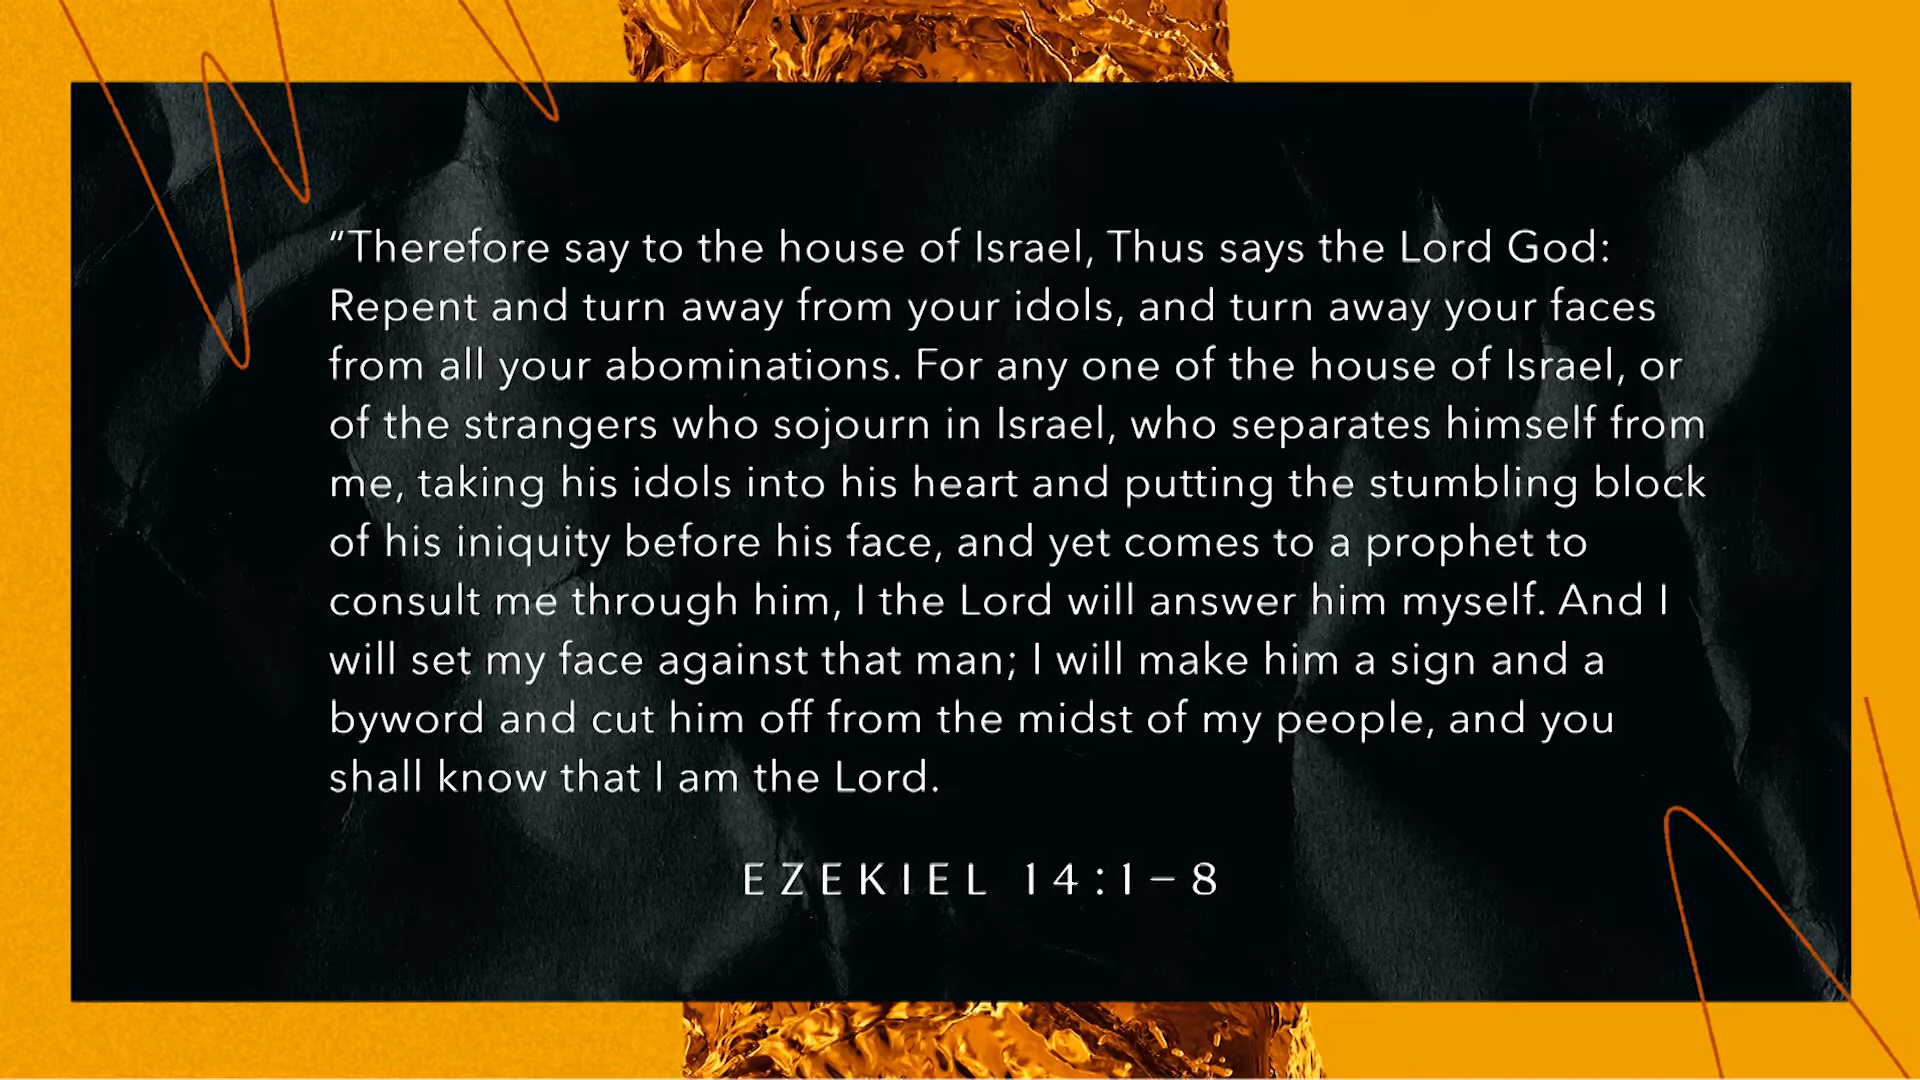 “Therefore say to the house of Israel, Thus says the Lord God:
Repent and turn away from your idols, and turn away your faces
from all your abominations. For any one of the house of Israel, or
of the strangers who sojourn in Israel, who separates himself from
me, taking his idols into his heart and putting the stumbling block
of his iniquity before his face, and yet comes to a prophet to
consult me through him, I the Lord will answer him myself. And I
will set my face against that man; I will make him a sign and a
byword and cut him off from the midst of my people, and you
shall know that I am the Lord.
EZEKIEL 14:1–8